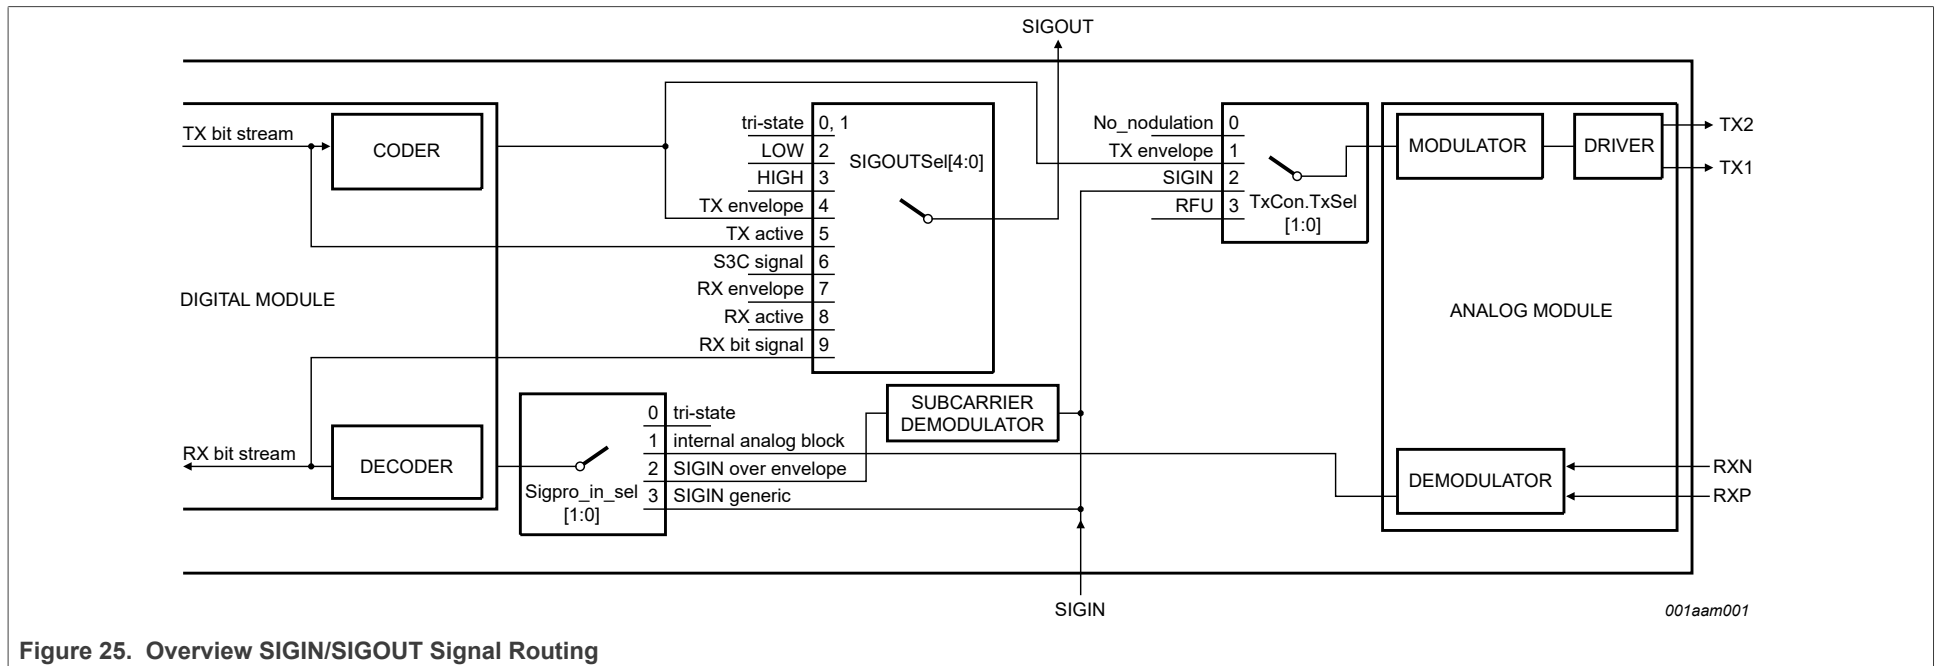 SIGOUT
TX bit stream
CODER
tri-state 0, 1
LOW 2
HIGH 3
TX envelope 4
TX active 5
S3C signal 6
RX envelope 7
RX active 8
RX bit signal 9
SIGOUTSel[4:0]
No_nodulation 0
TX envelope 1
SIGIN 2
RFU 3
TxCon.TxSel
[1:0]
MODULATOR
DRIVER
TX2
TX1
DIGITAL MODULE
ANALOG MODULE
SUBCARRIER
DEMODULATOR
RX bit stream
DECODER
0 tri-state
1 internal analog block
2 SIGIN over envelope
3 SIGIN generic
Sigpro_in_sel
[1:0]
DEMODULATOR
RXN
RXP
SIGIN
001aam001
Figure 25. Overview SIGIN/SIGOUT Signal Routing